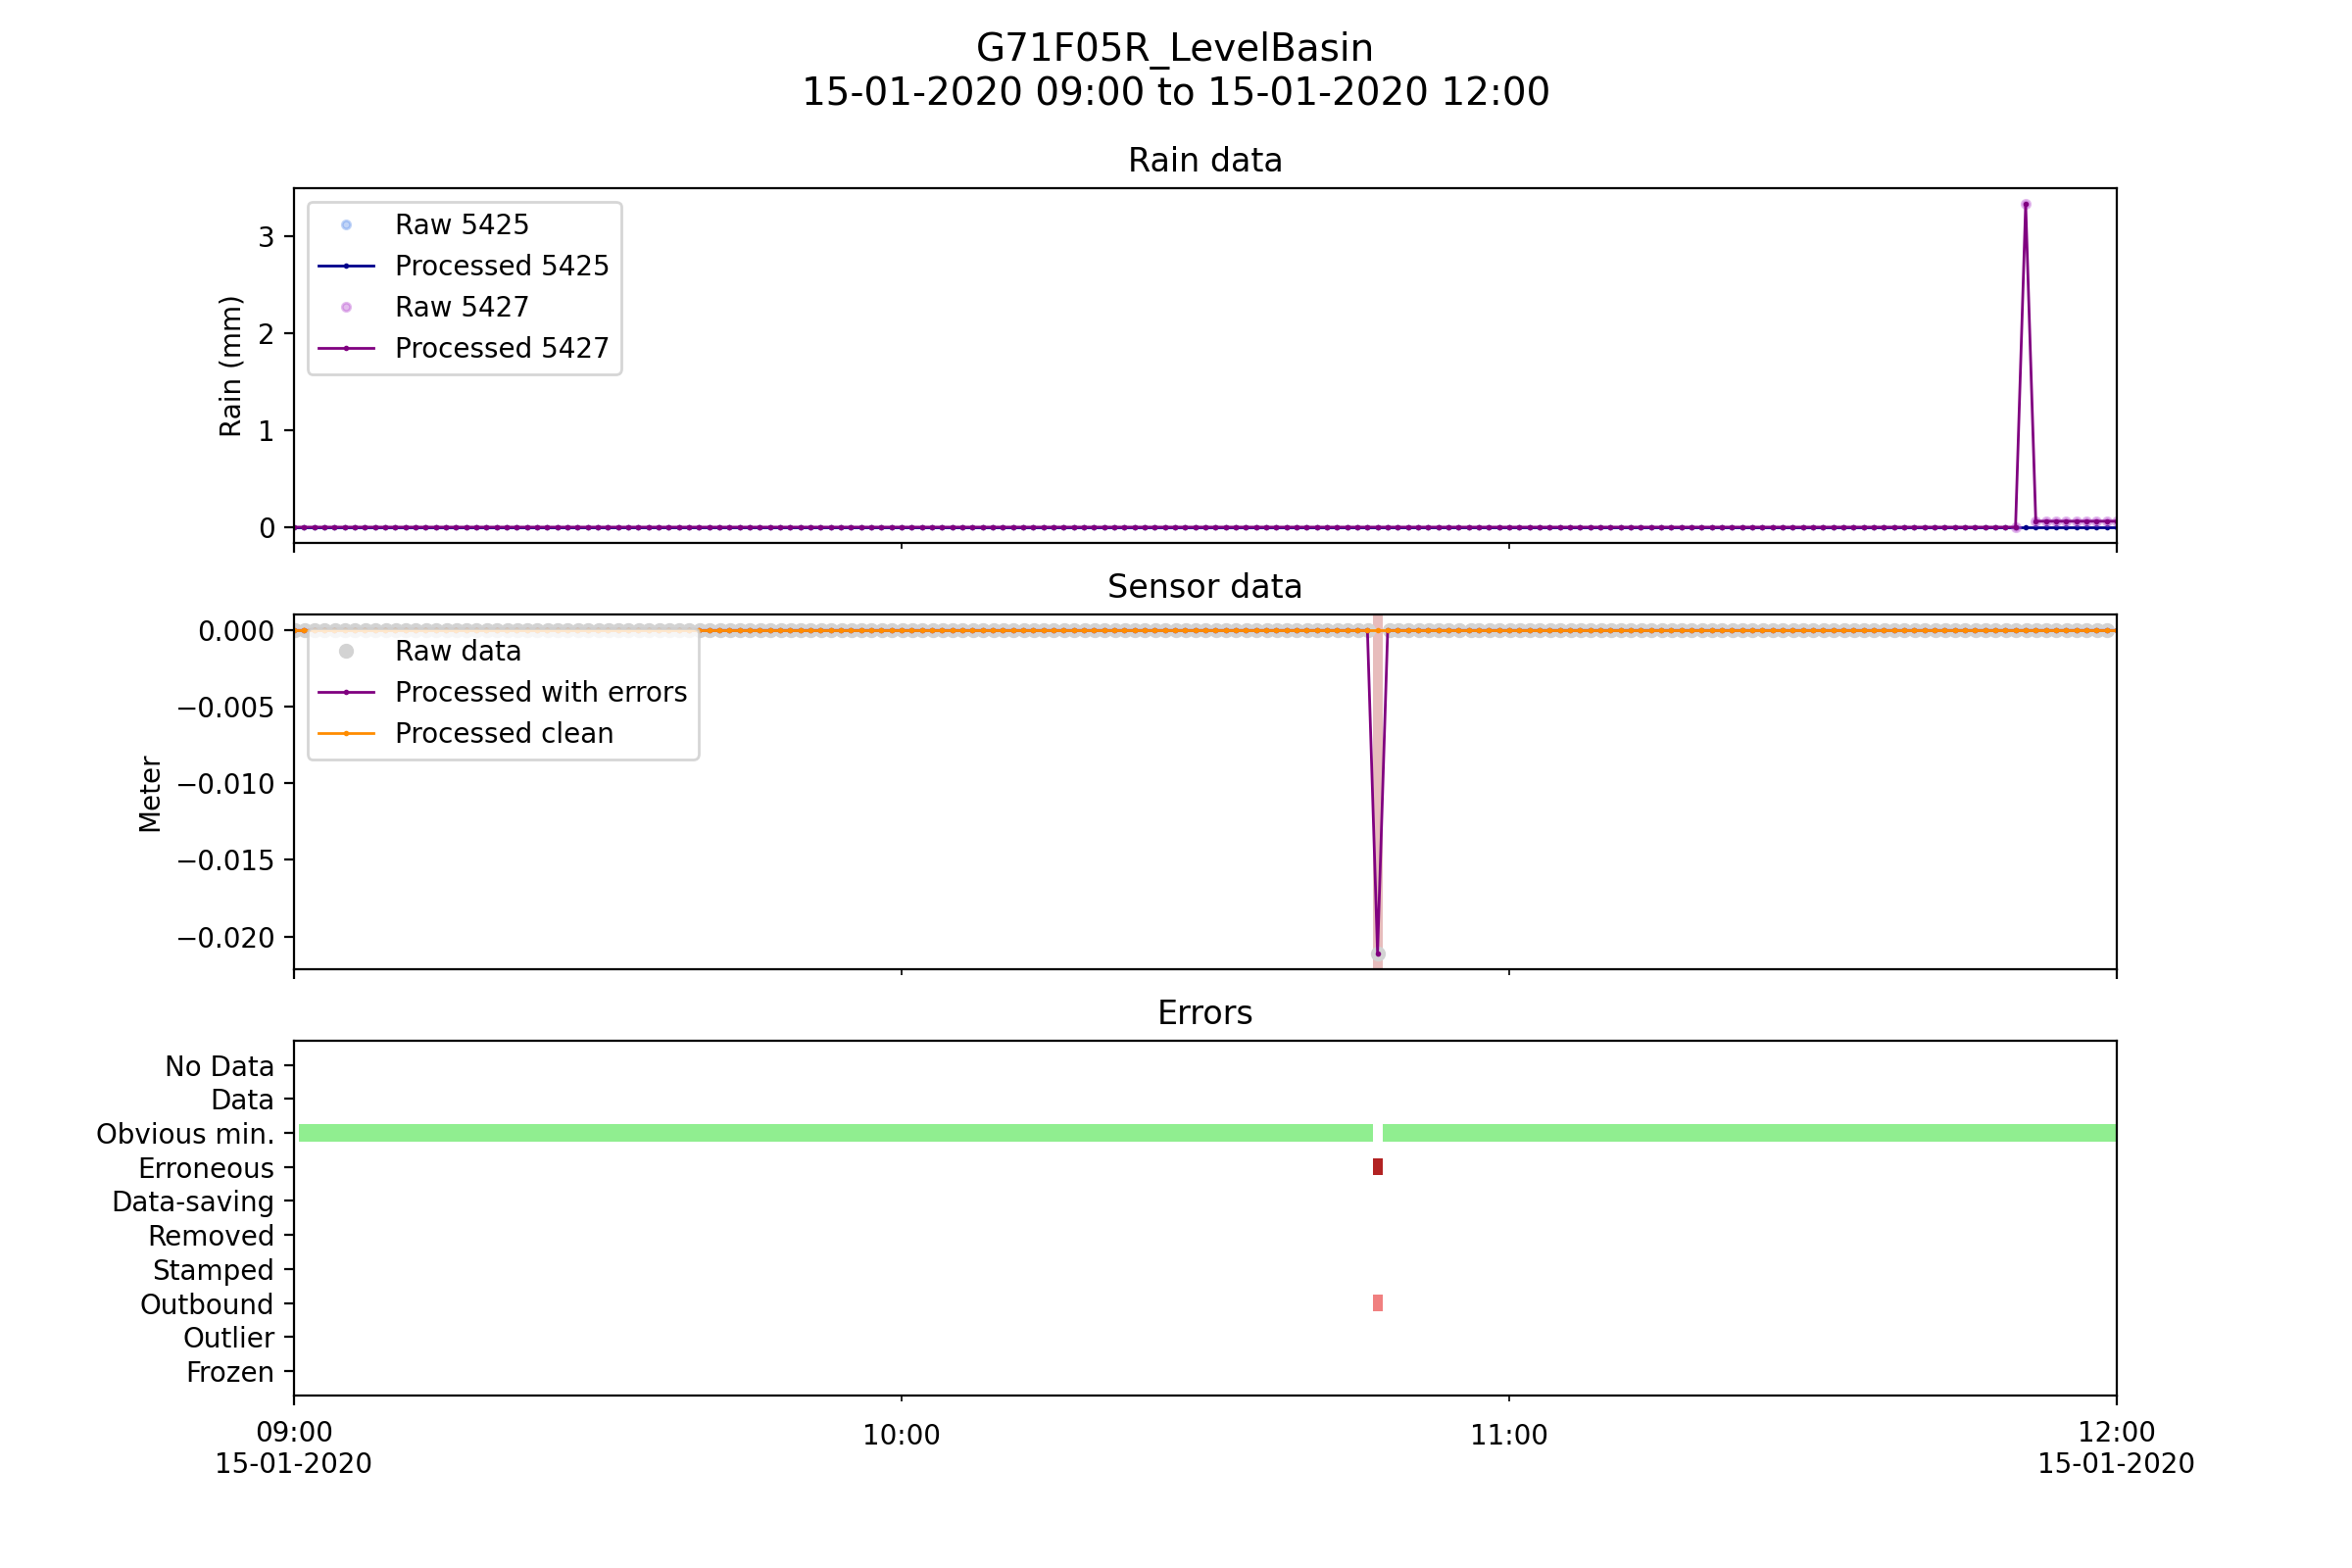 G71F05R_LevelBasin
15-01-2020 09:00 to 15-01-2020 12:00
Rain data
Rain (mm)
3
2
1
0
Raw 5425
Processed 5425
Raw 5427
Processed 5427
Sensor data
Meter
0.000
−0.005
−0.010
−0.015
−0.020
Raw data
Processed with errors
Processed clean
Errors
No Data
Data
Obvious min.
Erroneous
Data-saving
Removed
Stamped
Outbound
Outlier
Frozen
09:00
15-01-2020
10:00
11:00
12:00
15-01-2020